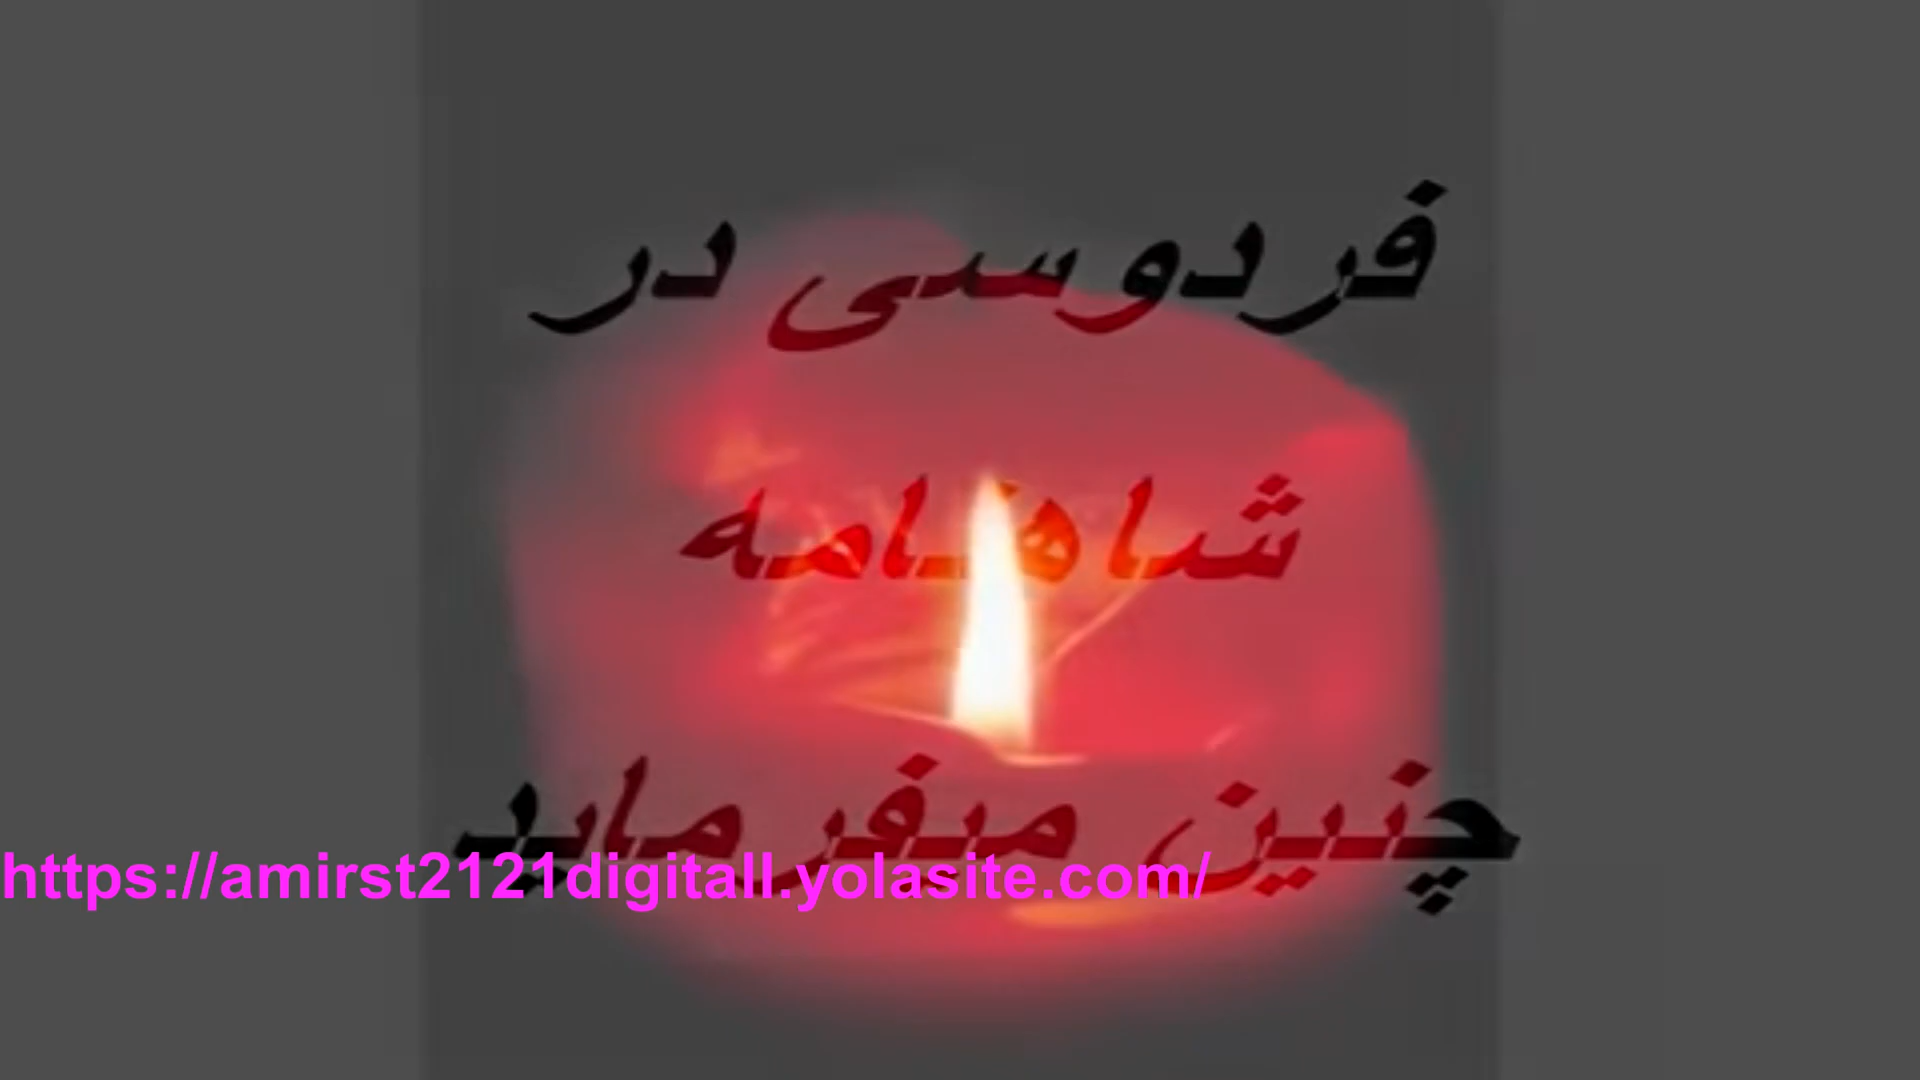 فردوسی در
شاهنامه
چنین میفرماید
https://amirst2121digitall.yolasite.com/